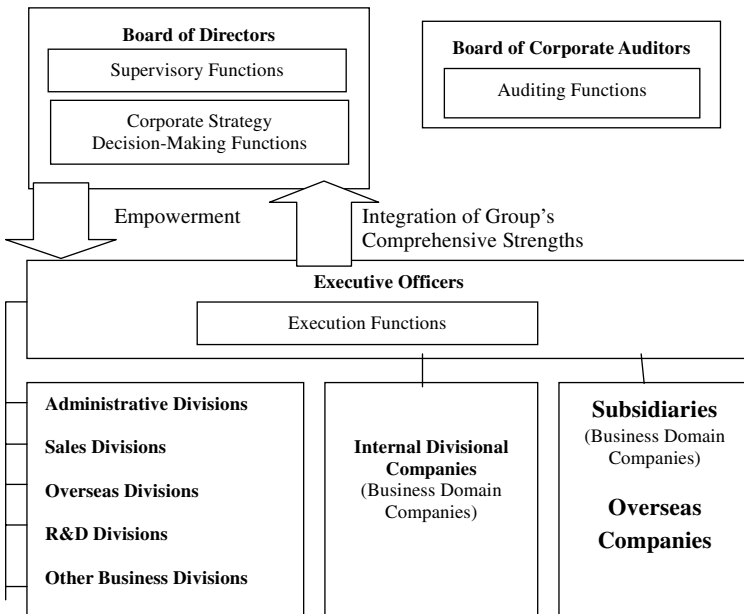 Board of Directors
Supervisory Functions
Corporate Strategy
Decision-Making Functions
Board of Corporate Auditors
Auditing Functions
Empowerment
Integration of Group's
Comprehensive Strengths
Executive Officers
Execution Functions
Administrative Divisions
Sales Divisions
Overseas Divisions
R&D Divisions
Other Business Divisions
Internal Divisional
Companies
(Business Domain
Companies)
Subsidiaries
(Business Domain
Companies)
Overseas
Companies